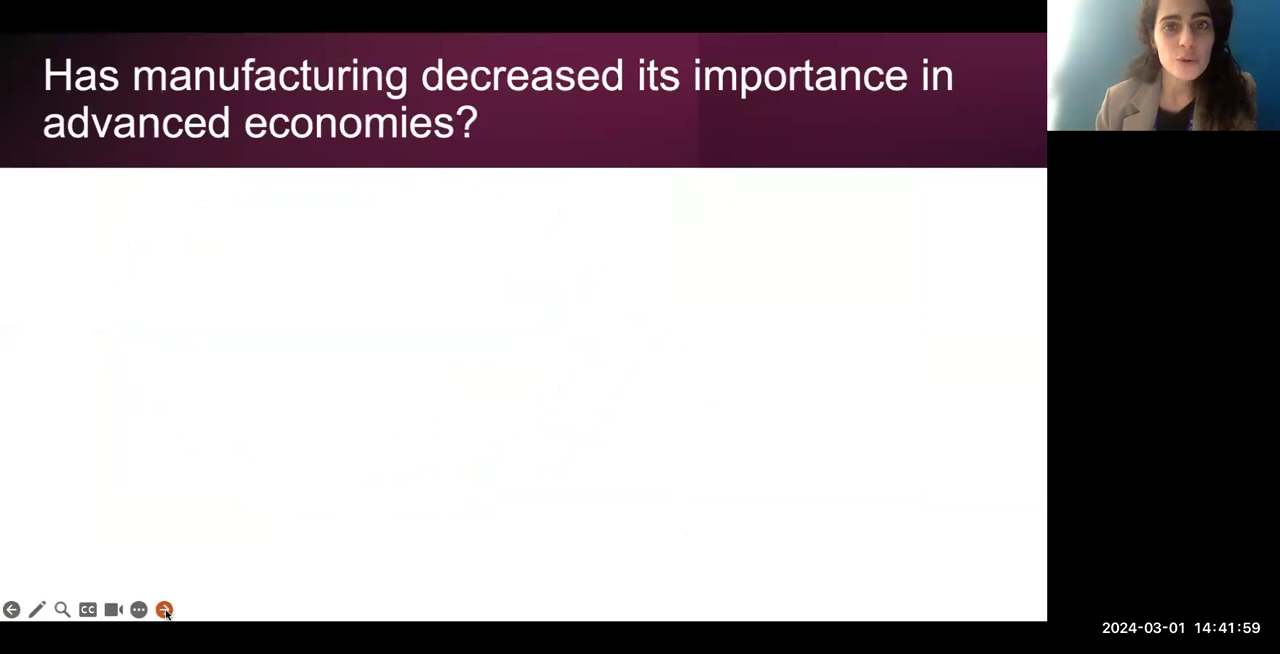 Has manufacturing decreased its importance in
advanced economies?
CC
2024-03-01 14:41:59